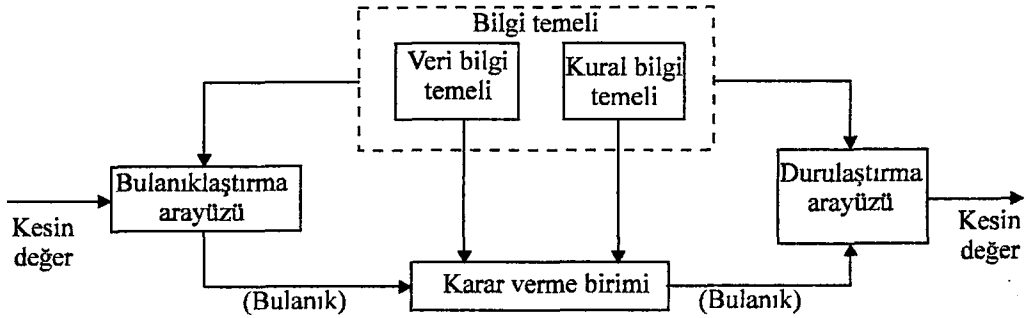 Bilgi temeli
Veri bilgi
temeli
Kural bilgi
temeli
Bulanıklaştırma
arayüzü
Durulaştırma
arayüzü
Kesin
değer
Kesin
değer
Karar verme birimi
(Bulanık)
(Bulanık)